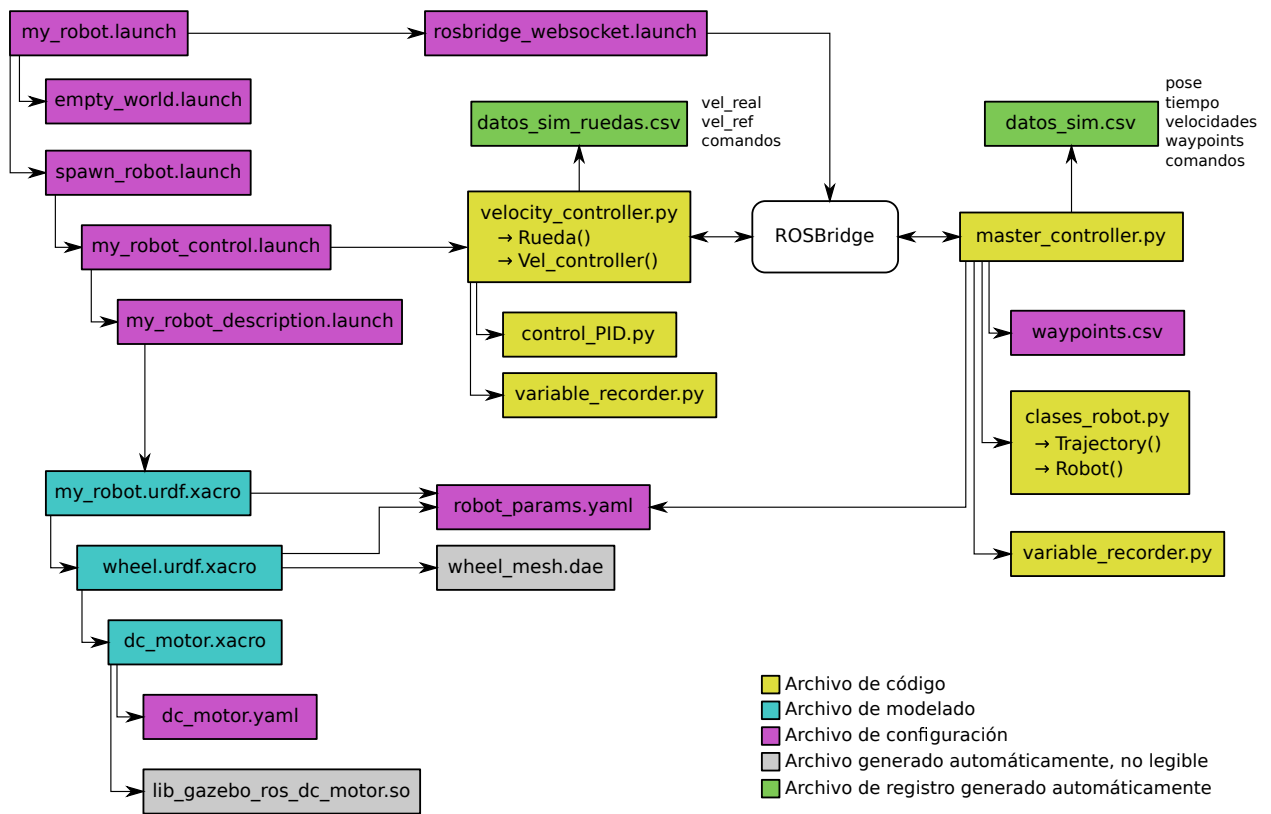 my_robot.launch
rosbridge_websocket.launch
empty_world.launch
datos_sim_ruedas.csv
vel_real
vel_ref
comandos
datos_sim.csv
pose
tiempo
velocidades
waypoints
comandos
spawn_robot.launch
my_robot_control.launch
velocity_controller.py
→ Rueda()
→ Vel_controller()
ROSBridge
master_controller.py
my_robot_description.launch
control_PID.py
waypoints.csv
variable_recorder.py
clases_robot.py
→ Trajectory()
→ Robot()
my_robot.urdf.xacro
robot_params.yaml
wheel.urdf.xacro
wheel_mesh.dae
variable_recorder.py
dc_motor.xacro
dc_motor.yaml
lib_gazebo_ros_dc_motor.so
Archivo de código
Archivo de modelado
Archivo de configuración
Archivo generado automáticamente, no legible
Archivo de registro generado automáticamente